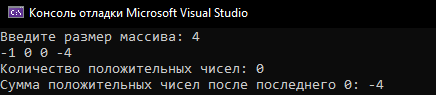 Консоль отладки Microsoft Visual Studio
Введите размер массива: 4
-1 0 0 -4
Количество положительных чисел: 0
Сумма положительных чисел после последнего 0: -4